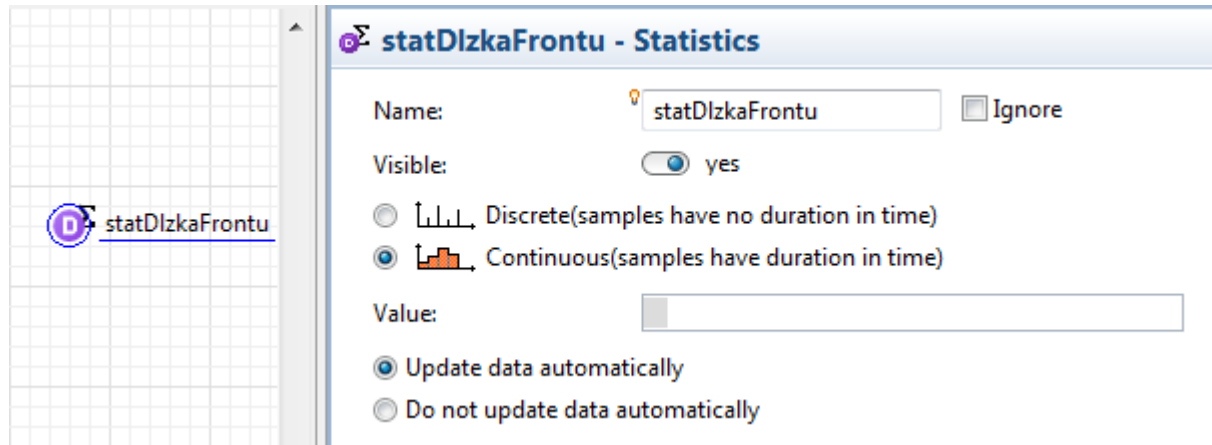 statDlzkaFrontu - Statistics
Name: statDlzkaFrontu Ignore
Visible: yes
D Σ statDlzkaFrontu
Discrete(samples have no duration in time)
Continuous(samples have duration in time)
Value:
Update data automatically
Do not update data automatically